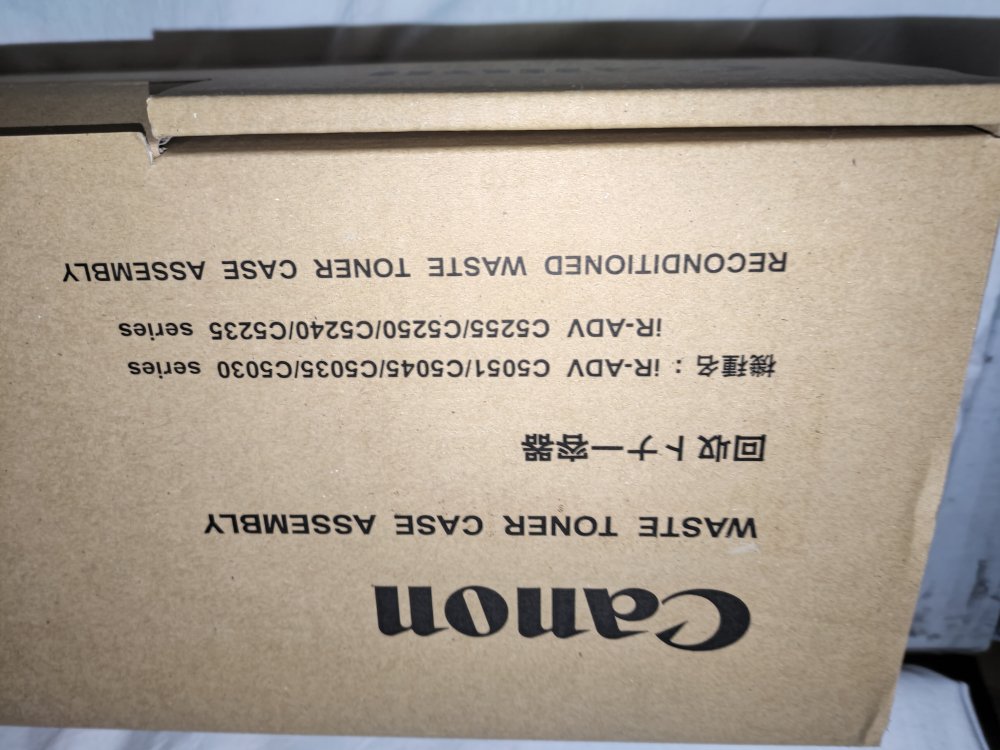 Canon
WASTE TONER CASE ASSEMBLY
回収トナー容器
機種名：iR-ADV C5051/C5045/C5035/C5030 series
iR-ADV C5255/C5250/C5240/C5235 series
RECONDITIONED WASTE TONER CASE ASSEMBLY